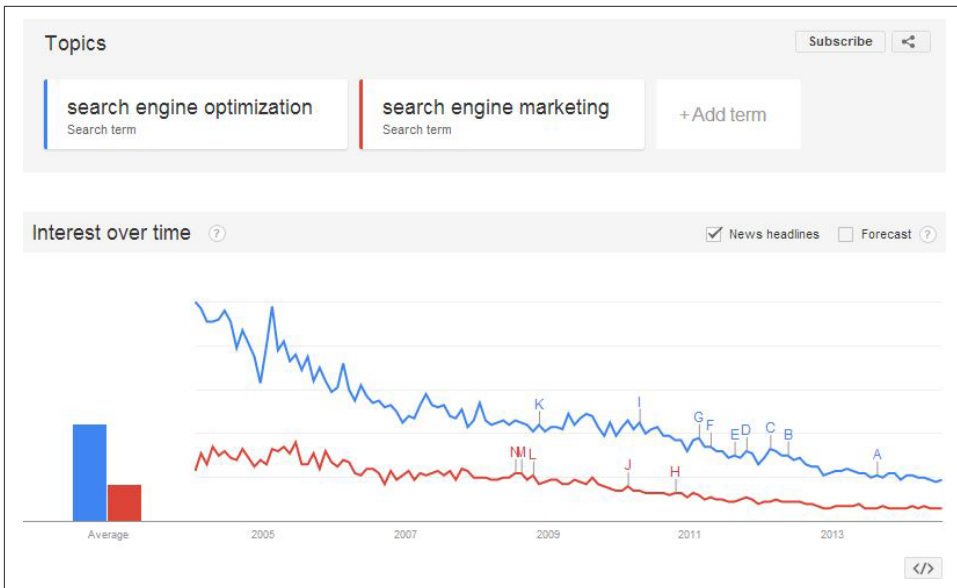 Topics
Subscribe
search engine optimization
Search term
search engine marketing
Search term
+Add term
Interest over time ?
News headlines
Forecast ?
K
I
G
F
E
D
C
B
A
N
M
L
J
H
Average
2005
2007
2009
2011
2013
</>